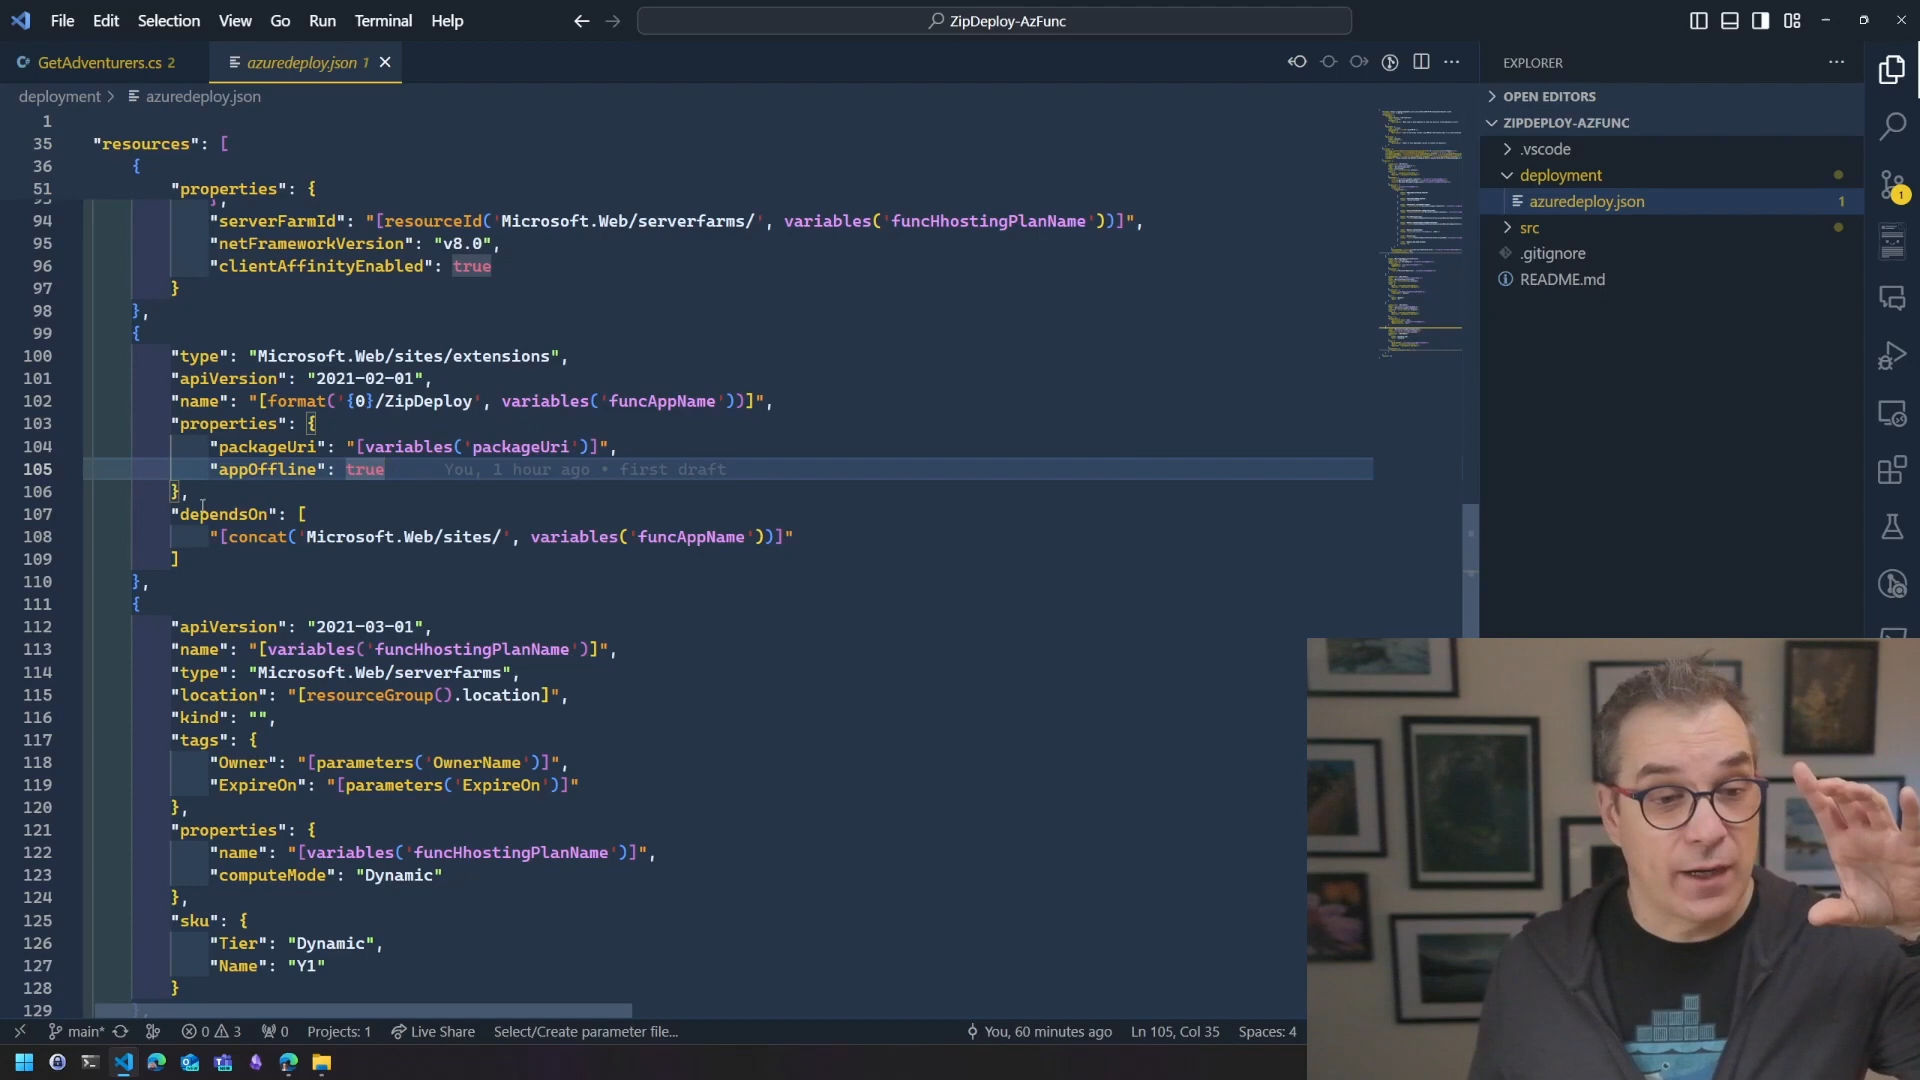 File Edit Selection View Go Run Terminal Help
ZipDeploy-AzFunc
GetAdventurers.cs 2
azuredeploy.json 1
deployment > azuredeploy.json
1
35 "resources": [
36 {
51 "properties": {
94 "serverFarmId": "[resourceId('Microsoft.Web/serverfarms/', variables('funcHhostingPlanName'))]",
95 "netFrameworkVersion": "v8.0",
96 "clientAffinityEnabled": true
97 }
98 },
99 {
100 "type": "Microsoft.Web/sites/extensions",
101 "apiVersion": "2021-02-01",
102 "name": "[format('{0}/ZipDeploy', variables('funcAppName'))]",
103 "properties": {
104 "packageUri": "[variables('packageUri')]",
105 "appOffline": true You, 1 hour ago • first draft
106 },
107 "dependsOn": [
108 "[concat('Microsoft.Web/sites/', variables('funcAppName'))]"
109 ]
110 },
111 {
112 "apiVersion": "2021-03-01",
113 "name": "[variables('funcHhostingPlanName')]",
114 "type": "Microsoft.Web/serverfarms",
115 "location": "[resourceGroup().location]",
116 "kind": "",
117 "tags": {
118 "Owner": "[parameters('OwnerName')]",
119 "ExpireOn": "[parameters('ExpireOn')]"
120 },
121 "properties": {
122 "name": "[variables('funcHhostingPlanName')]",
123 "computeMode": "Dynamic"
124 },
125 "sku": {
126 "Tier": "Dynamic",
127 "Name": "Y1"
128 }
129
EXPLORER
OPEN EDITORS
ZIPDEPLOY-AZFUNC
.vscode
deployment
azuredeploy.json 1
src
.gitignore
README.md
1
main* 0 3 0 Projects: 1 Live Share Select/Create parameter file... You, 60 minutes ago Ln 105, Col 35 Spaces: 4